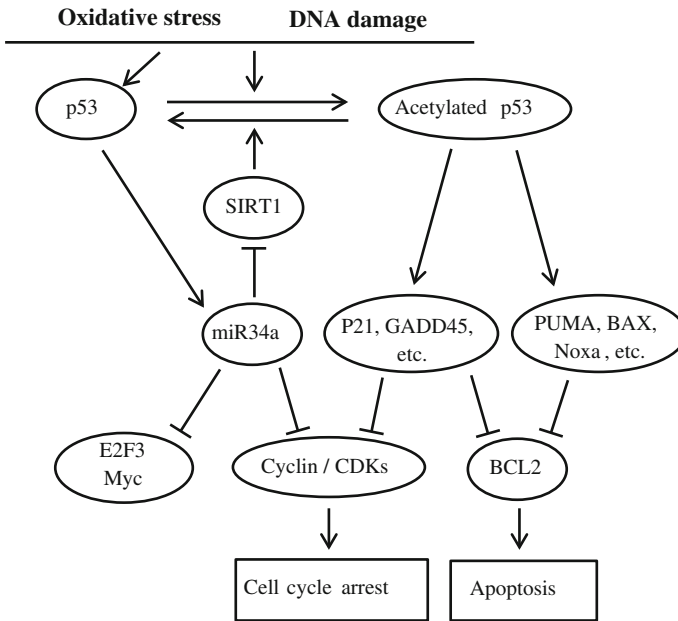 Oxidative stress DNA damage
p53
Acetylated p53
SIRT1
miR34a
P21, GADD45,
etc.
PUMA, BAX,
Noxa , etc.
E2F3
Myc
Cyclin / CDKs
BCL2
Cell cycle arrest
Apoptosis